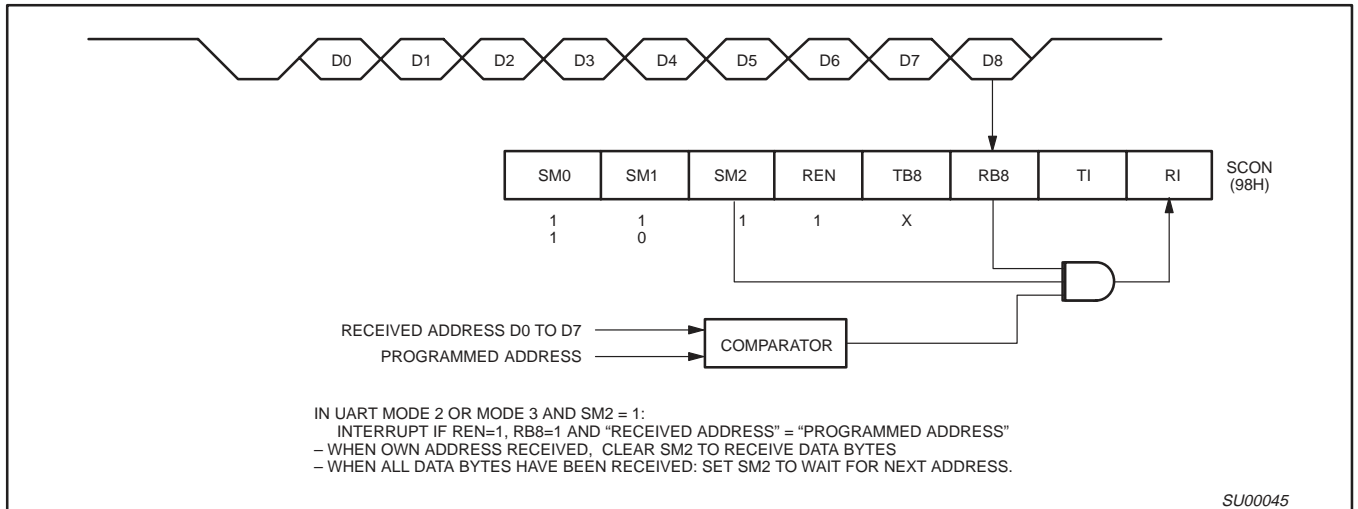 D0 D1 D2 D3 D4 D5 D6 D7 D8
SM0 SM1 SM2 REN TB8 RB8 TI RI
SCON
(98H)
1 1 1 1 X
1 0
RECEIVED ADDRESS D0 TO D7
PROGRAMMED ADDRESS
COMPARATOR
IN UART MODE 2 OR MODE 3 AND SM2 = 1:
INTERRUPT IF REN=1, RB8=1 AND “RECEIVED ADDRESS” = “PROGRAMMED ADDRESS”
– WHEN OWN ADDRESS RECEIVED, CLEAR SM2 TO RECEIVE DATA BYTES
– WHEN ALL DATA BYTES HAVE BEEN RECEIVED: SET SM2 TO WAIT FOR NEXT ADDRESS.
SU00045